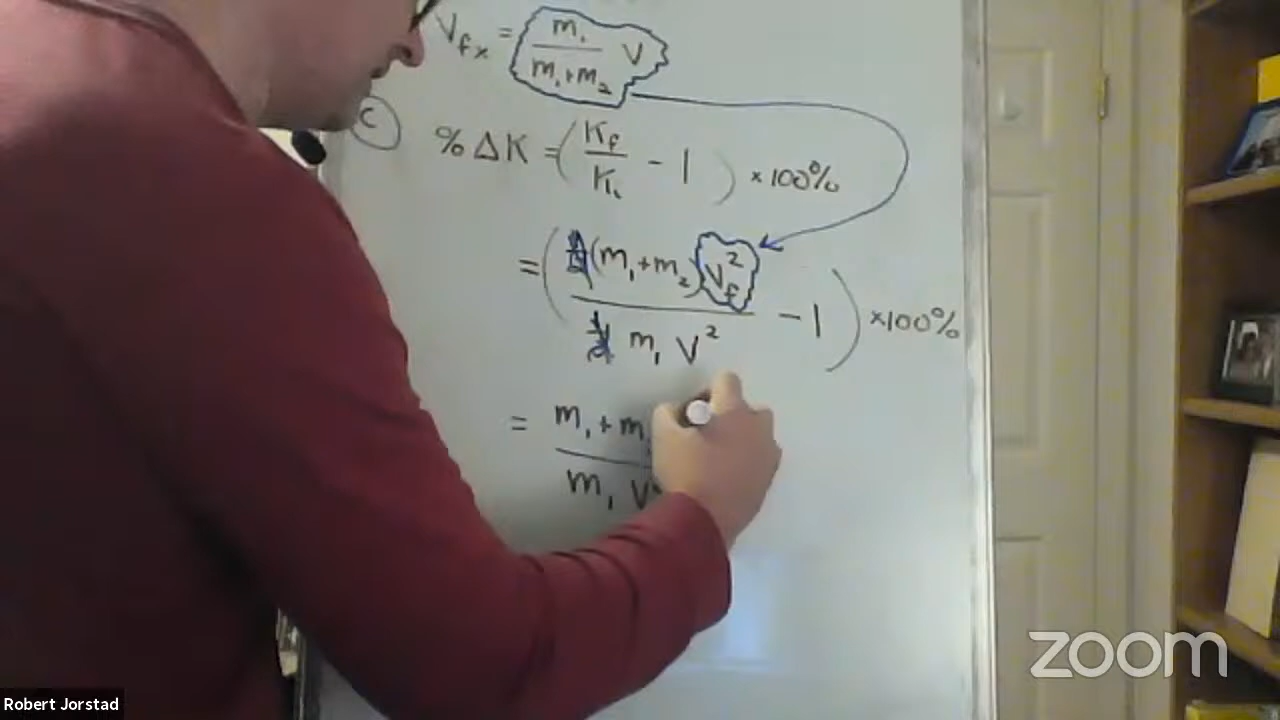 V_fx = m₁/(m₁+m₂) V
C %ΔK = (K_f/K_i - 1) ×100%
= (½(m₁+m₂)V_f²/½ m₁ V² - 1) ×100%
= m₁+m
m₁ V
zoom
Robert Jorstad